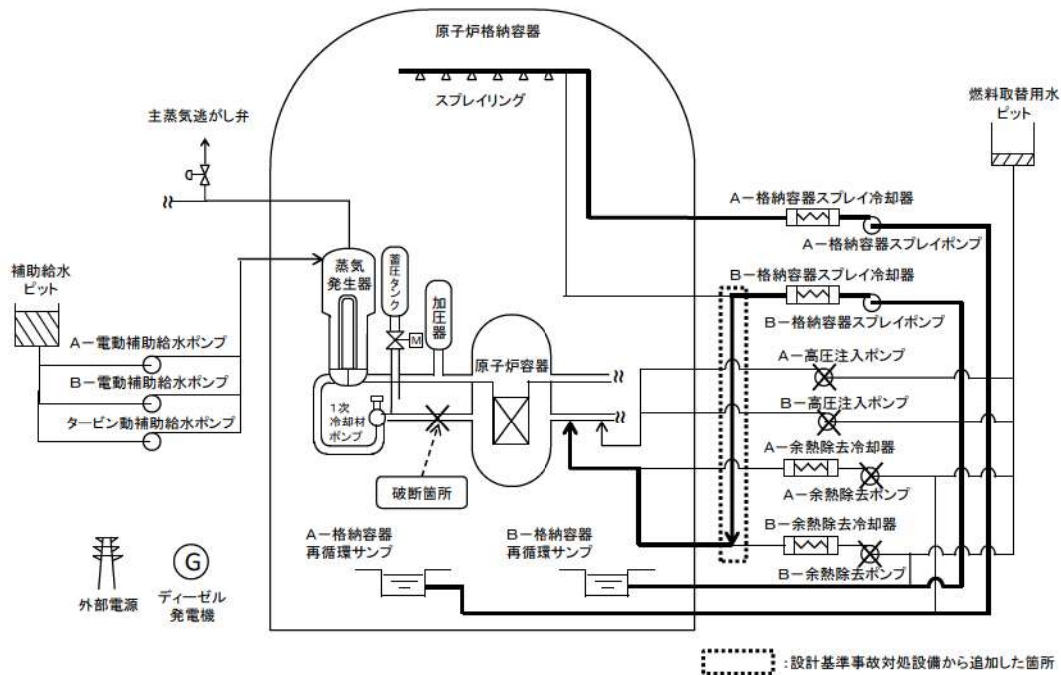 原子炉格納容器
スプレイリング
燃料取替用水
ピット
主蒸気逃がし弁
A-格納容器スプレイ冷却器
A-格納容器スプレイポンプ
補助給水
ピット
蒸気
発生器
蓄圧タンク
加圧器
M
B-格納容器スプレイ冷却器
B-格納容器スプレイポンプ
A-電動補助給水ポンプ
B-電動補助給水ポンプ
タービン動補助給水ポンプ
原子炉容器
1次
冷却材
ポンプ
A-高圧注入ポンプ
B-高圧注入ポンプ
A-余熱除去冷却器
A-余熱除去ポンプ
破断箇所
B-余熱除去冷却器
B-余熱除去ポンプ
A-格納容器
再循環サンプ
B-格納容器
再循環サンプ
外部電源
G
ディーゼル
発電機
:設計基準事故対処設備から追加した箇所